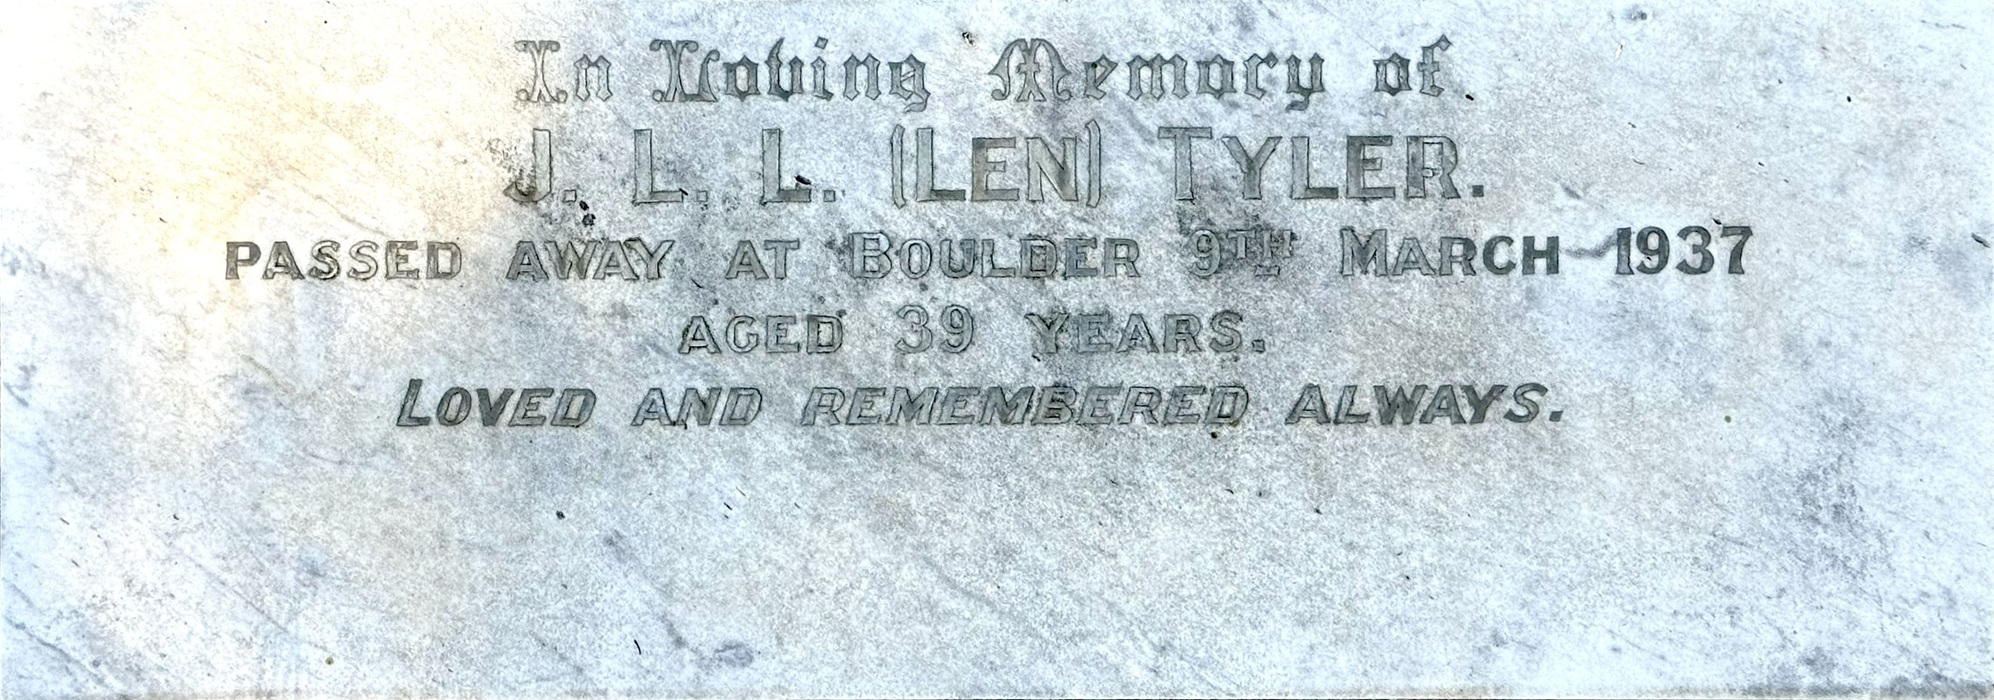 In Loving Memory of
J. L. L. (LEN) TYLER.
PASSED AWAY AT BOULDER 9TH MARCH 1937
AGED 39 YEARS.
LOVED AND REMEMBERED ALWAYS.